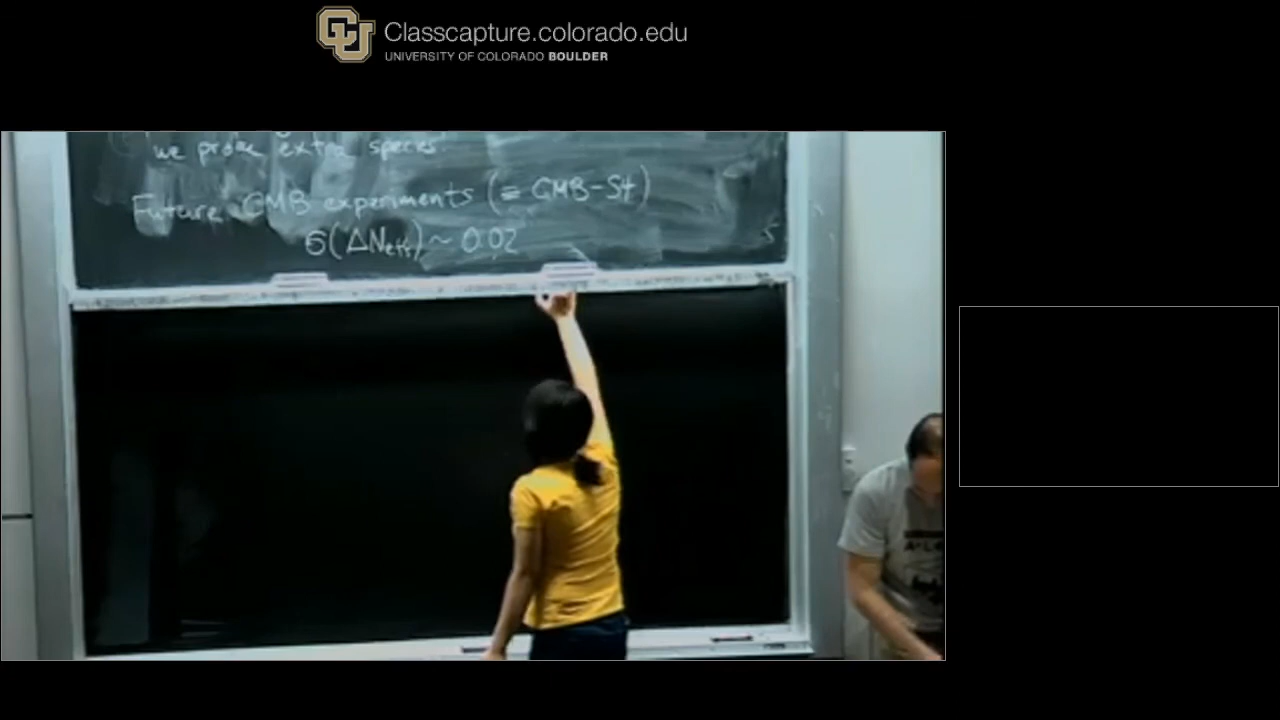 CU Classcapture.colorado.edu
UNIVERSITY OF COLORADO BOULDER
we probe extra species.
Future CMB experiments (≡ CMB-S4)
σ(ΔNeff) ~ 0.02